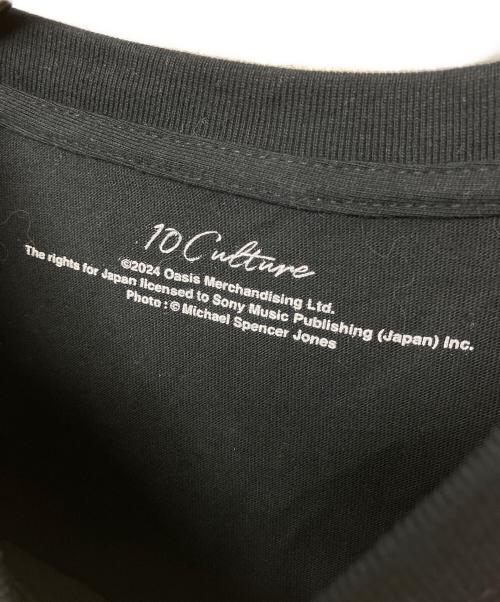 10 Culture
©2024 Oasis Merchandising Ltd.
The rights for Japan licensed to Sony Music Publishing (Japan) Inc.
Photo : © Michael Spencer Jones